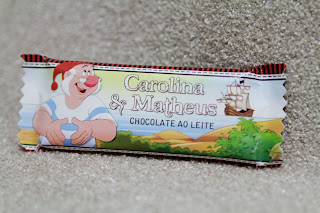 Carolina
& Matheus
CHOCOLATE AO LEITE